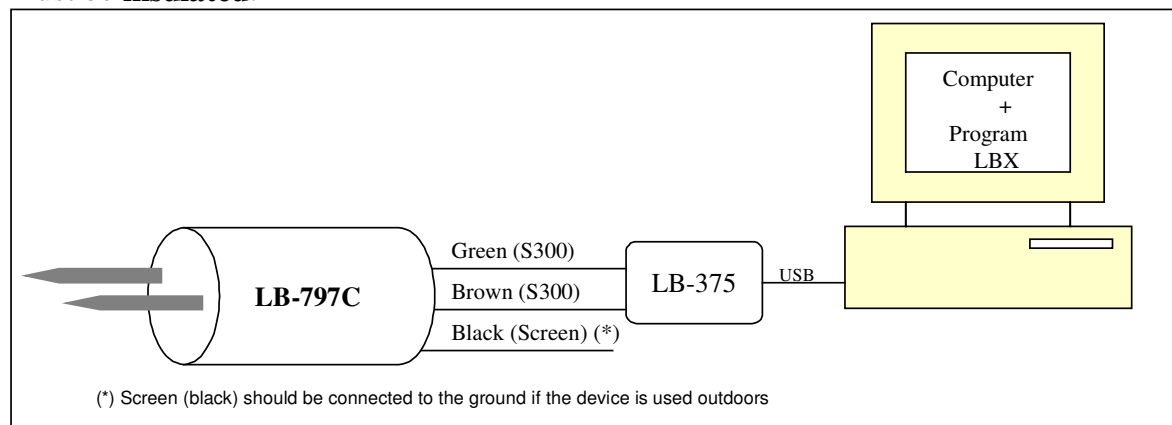 Computer
+
Program
LBX
Green (S300)
LB-797C
Brown (S300)
LB-375
USB
Black (Screen) (*)
(*) Screen (black) should be connected to the ground if the device is used outdoors